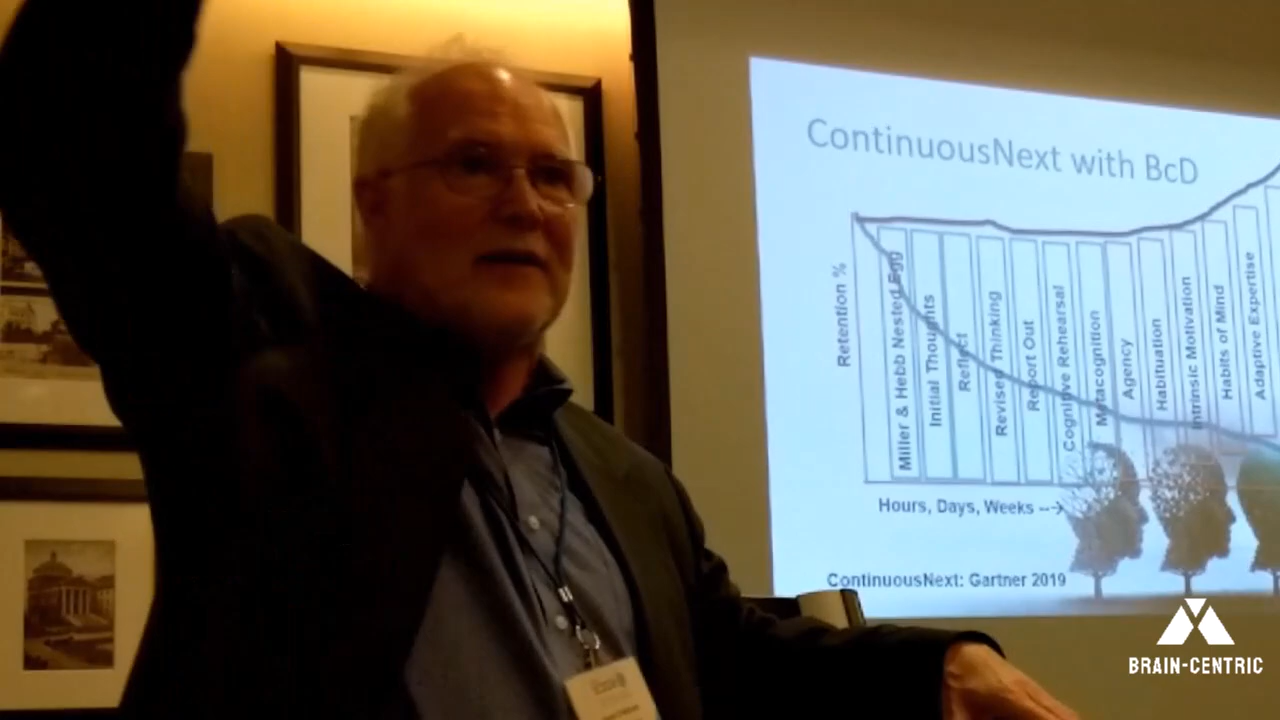 ContinuousNext with BcD
Retention %
Miller & Hebb Nested Egg
Initial Thoughts
Reflect
Revised Thinking
Report Out
Cognitive Rehearsal
Metacognition
Agency
Habituation
Intrinsic Motivation
Habits of Mind
Adaptive Expertise
Hours, Days, Weeks -->
ContinuousNext: Gartner 2019
BRAIN-CENTRIC